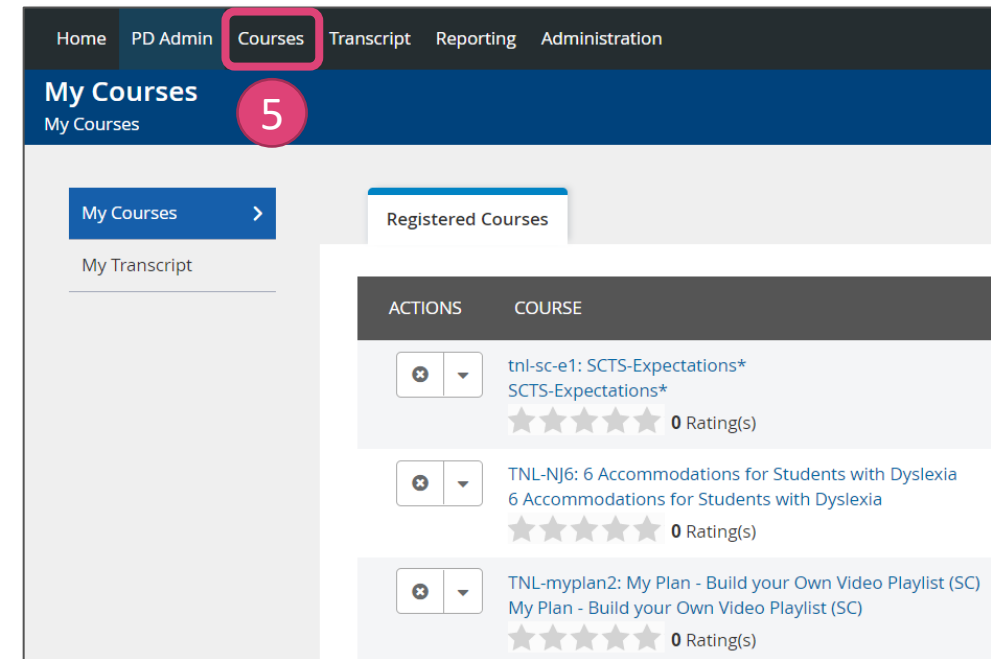 Home PD Admin Courses Transcript Reporting Administration
My Courses
My Courses
5
My Courses
My Transcript
Registered Courses
ACTIONS COURSE
tnl-sc-e1: SCTS-Expectations*
SCTS-Expectations*
0 Rating(s)
TNL-NJ6: 6 Accommodations for Students with Dyslexia
6 Accommodations for Students with Dyslexia
0 Rating(s)
TNL-myplan2: My Plan - Build your Own Video Playlist (SC)
My Plan - Build your Own Video Playlist (SC)
0 Rating(s)